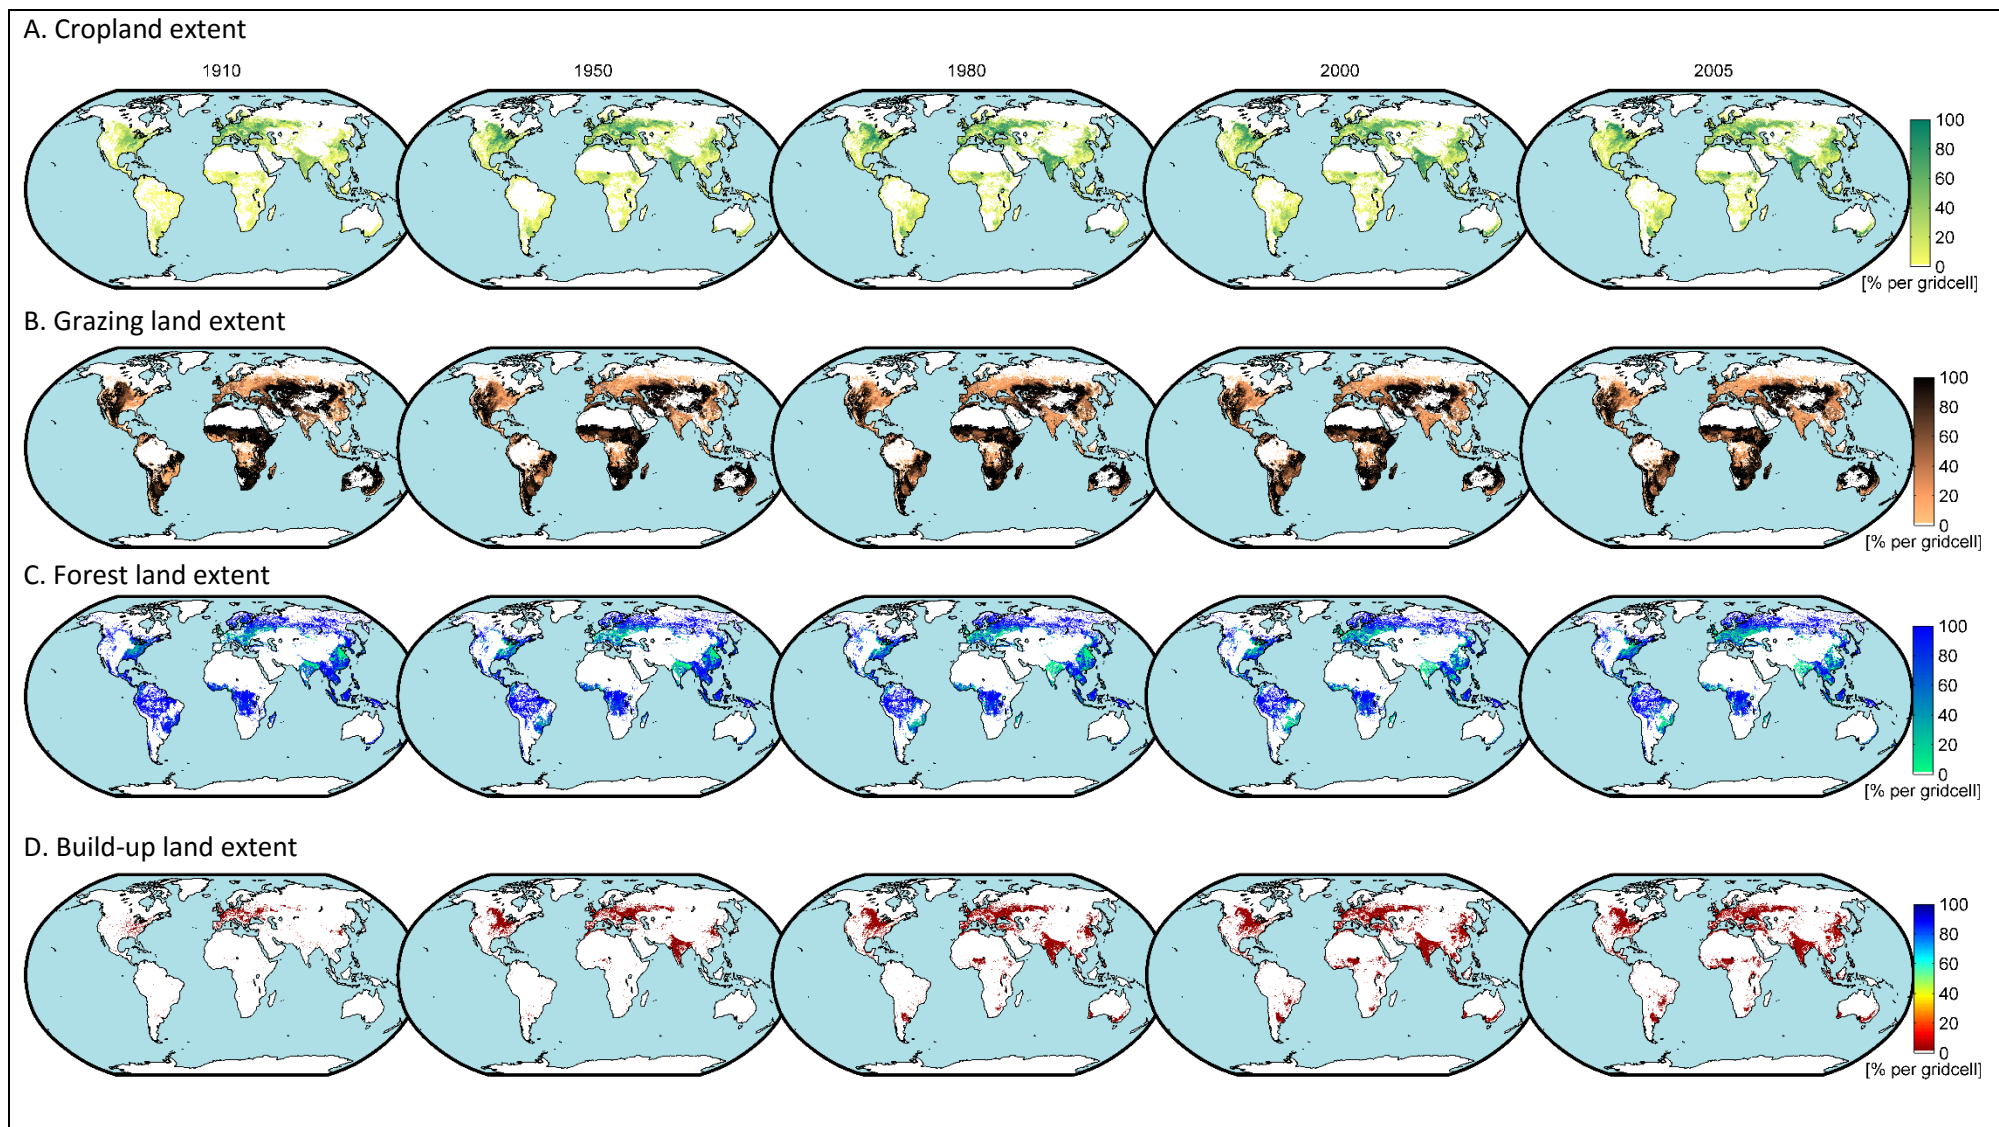 A. Cropland extent
1910 1950 1980 2000 2005
100
80
60
40
20
0
[% per gridcell]
B. Grazing land extent
100
80
60
40
20
0
[% per gridcell]
C. Forest land extent
100
80
60
40
20
0
[% per gridcell]
D. Build-up land extent
100
80
60
40
20
0
[% per gridcell]